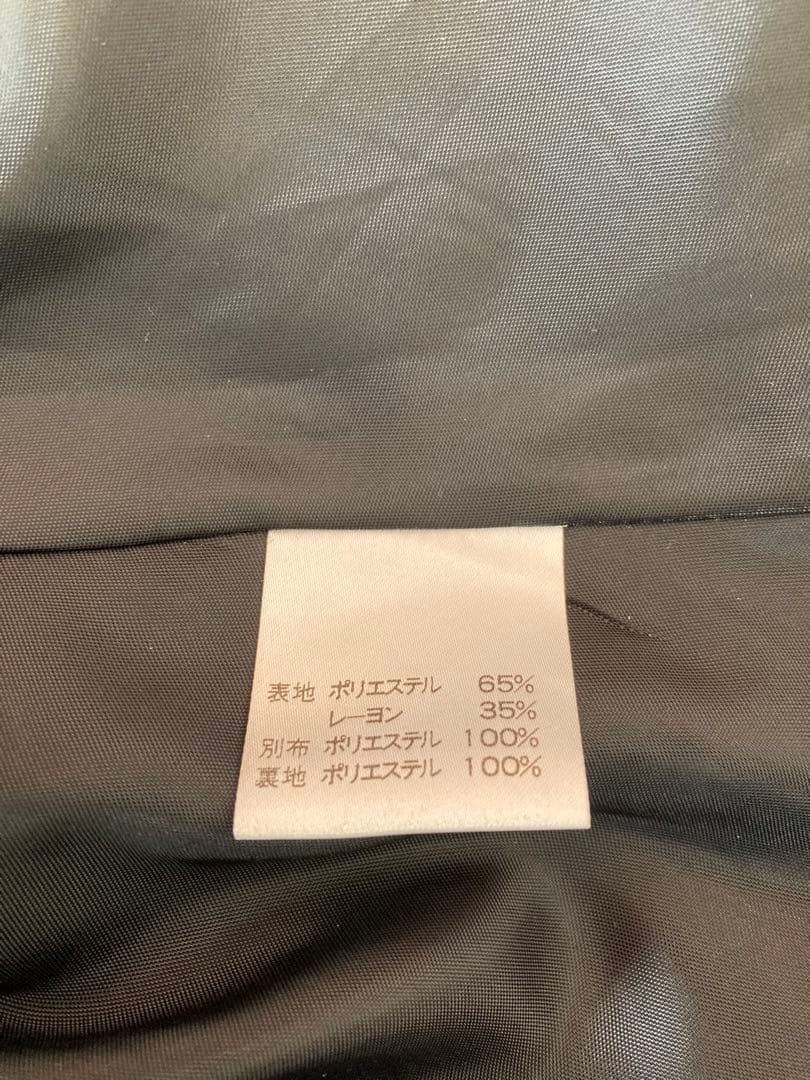 表地 ポリエステル 65%
レーヨン 35%
別布 ポリエステル 100%
裏地 ポリエステル 100%